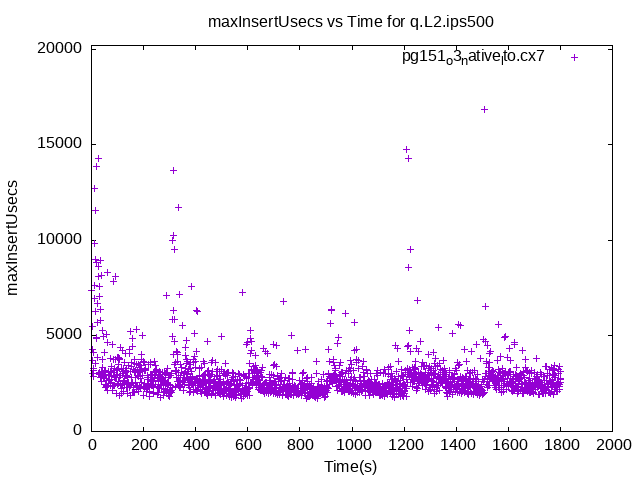 maxInsertUsecs vs Time for q.L2.ips500
pg151_o3_native_lto.cx7
maxInsertUsecs
20000
15000
10000
5000
0
0 200 400 600 800 1000 1200 1400 1600 1800 2000
Time(s)